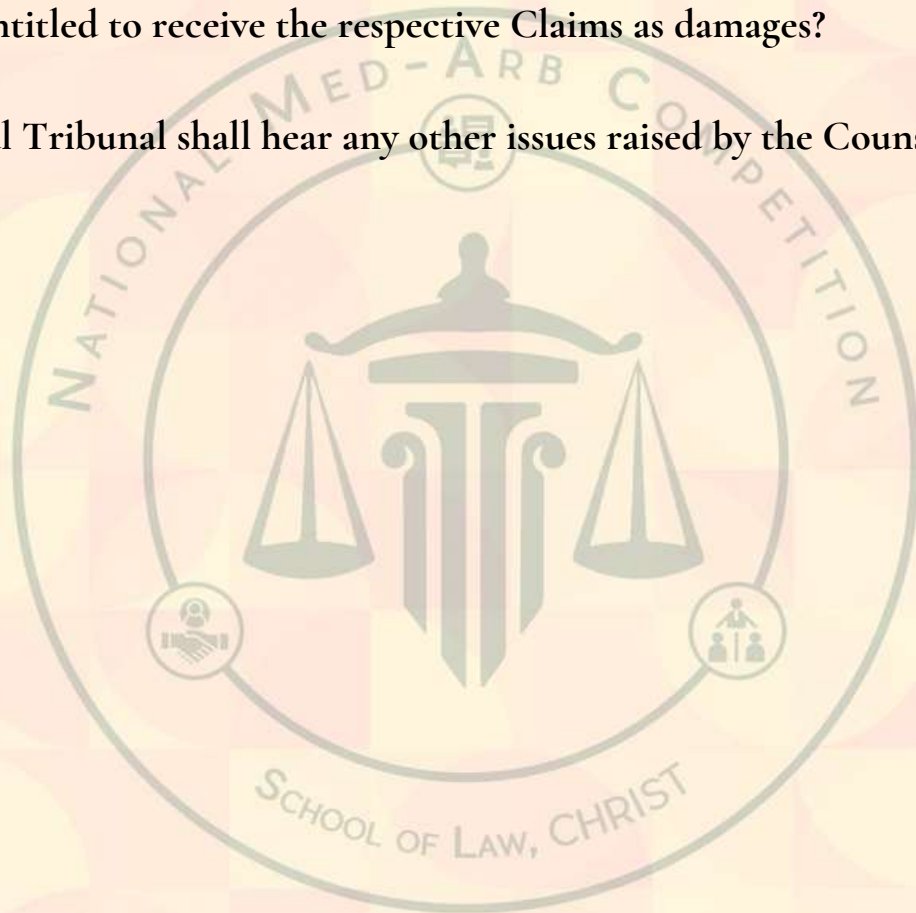 ntitled to receive the respective Claims as damages?
l Tribunal shall hear any other issues raised by the Couns
NATIONAL MED-ARB COMPETITION
SCHOOL OF LAW, CHRIST